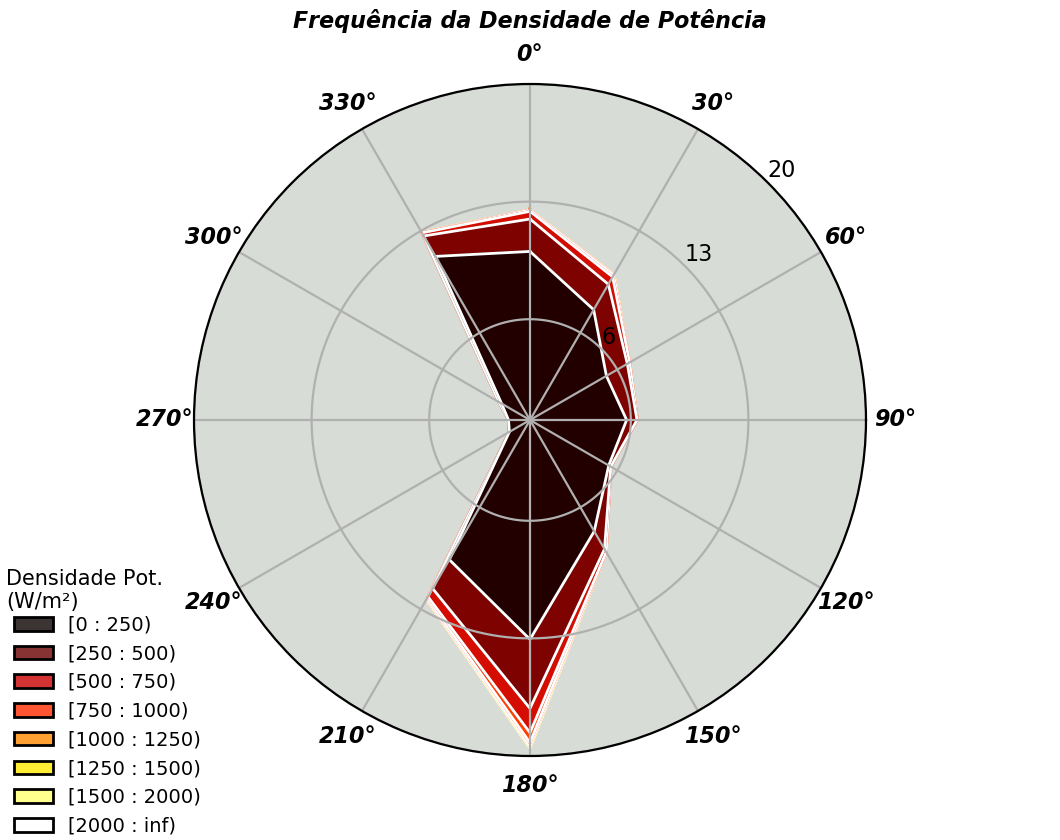 Frequência da Densidade de Potência
0°
330°
30°
20
300°
60°
13
6
270°
90°
Densidade Pot.
(W/m²)
240°
120°
[0 : 250)
[250 : 500)
[500 : 750)
[750 : 1000)
210°
150°
[1000 : 1250)
[1250 : 1500)
180°
[1500 : 2000)
[2000 : inf)